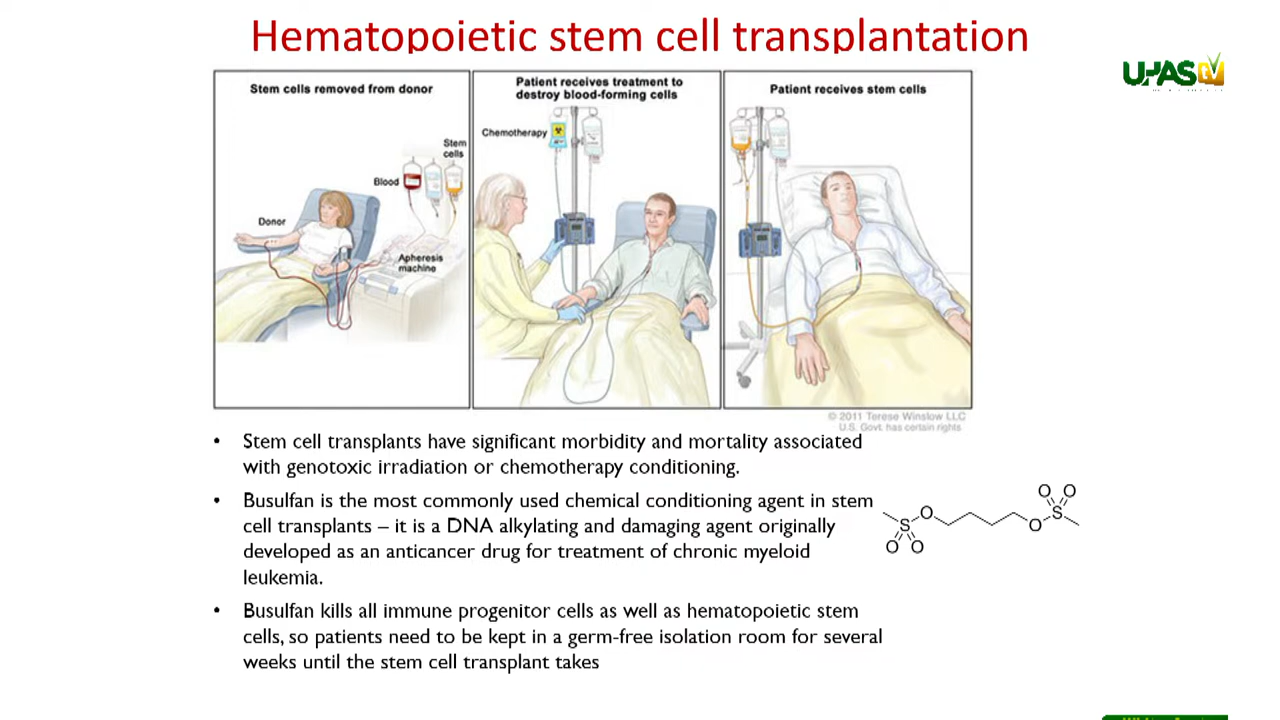 Hematopoietic stem cell transplantation
UPAS tv
Stem cells removed from donor
Stem
cells
Blood
Donor
Apheresis
machine
Patient receives treatment to
destroy blood-forming cells
Chemotherapy
Patient receives stem cells
© 2011 Terese Winslow LLC
U.S. Govt. has certain rights
• Stem cell transplants have significant morbidity and mortality associated
with genotoxic irradiation or chemotherapy conditioning.
• Busulfan is the most commonly used chemical conditioning agent in stem
cell transplants – it is a DNA alkylating and damaging agent originally
developed as an anticancer drug for treatment of chronic myeloid
leukemia.
• Busulfan kills all immune progenitor cells as well as hematopoietic stem
cells, so patients need to be kept in a germ-free isolation room for several
weeks until the stem cell transplant takes
O O
O S
S O
O O